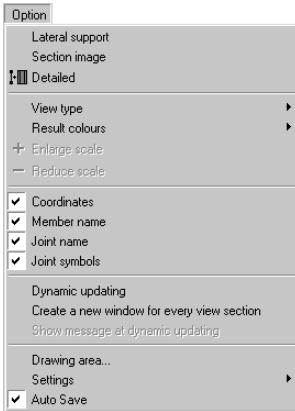 Option
Lateral support
Section image
Detailed
View type
Result colours
Enlarge scale
Reduce scale
Coordinates
Member name
Joint name
Joint symbols
Dynamic updating
Create a new window for every view section
Show message at dynamic updating
Drawing area...
Settings
Auto Save